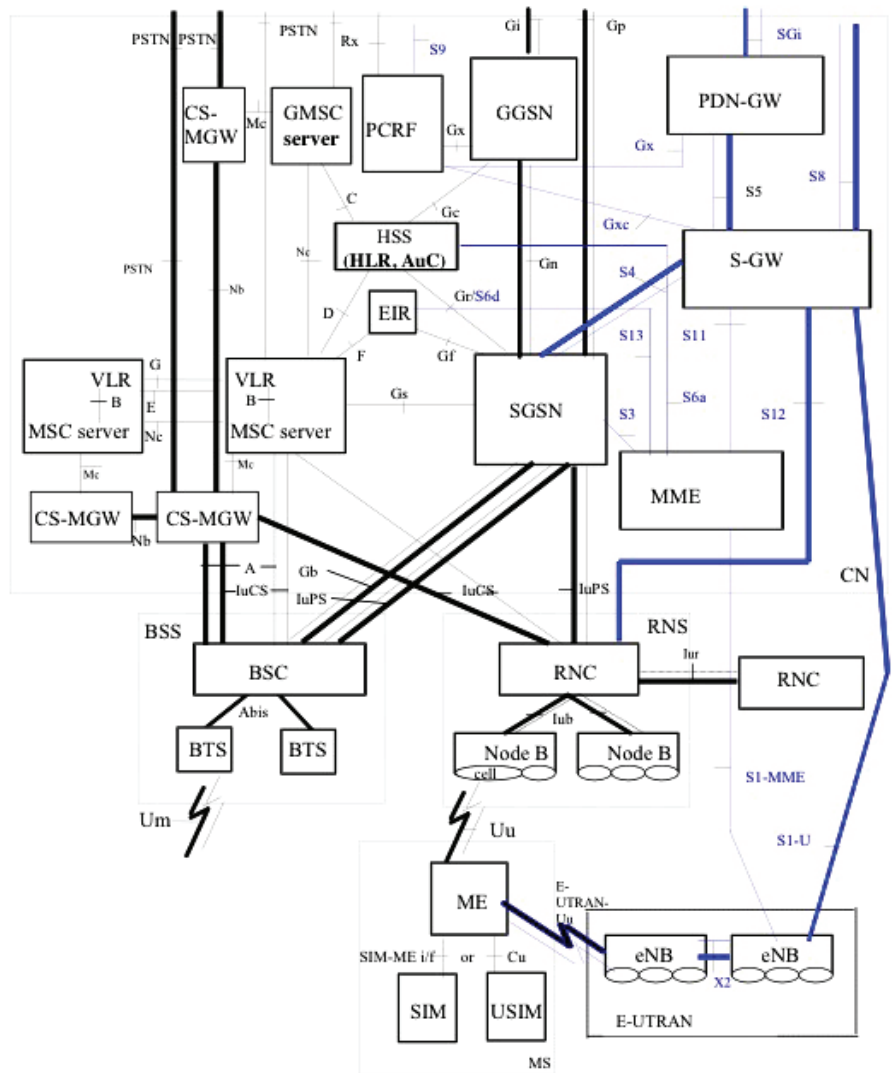 Gi
Gp
PSTN
PSTN
PSTN
Rx
S9
SGi
CS-
MGW
Mc
GMSC
server
PCRF
Gx
GGSN
PDN-GW
Gx
C
Gc
S5
S8
Gxc
HSS
(HLR, AuC)
Nc
Gn
S-GW
PSTN
Nb
S4
D
EIR
Gr/S6d
F
Gf
S13
S11
G
VLR
B
E
MSC server
Nc
VLR
B
MSC server
Gs
SGSN
S3
S6a
S12
Mc
Mc
MME
CS-MGW
Nb
CS-MGW
A
Gb
IuCS
IuPS
IuCS
IuPS
CN
BSS
RNS
BSC
RNC
Iur
RNC
Abis
Iub
BTS
BTS
Node B
cell
Node B
S1-MME
Um
Uu
S1-U
ME
E-
UTRAN-
Uu
eNB
X2
eNB
SIM-ME i/f
or
Cu
SIM
USIM
E-UTRAN
MS